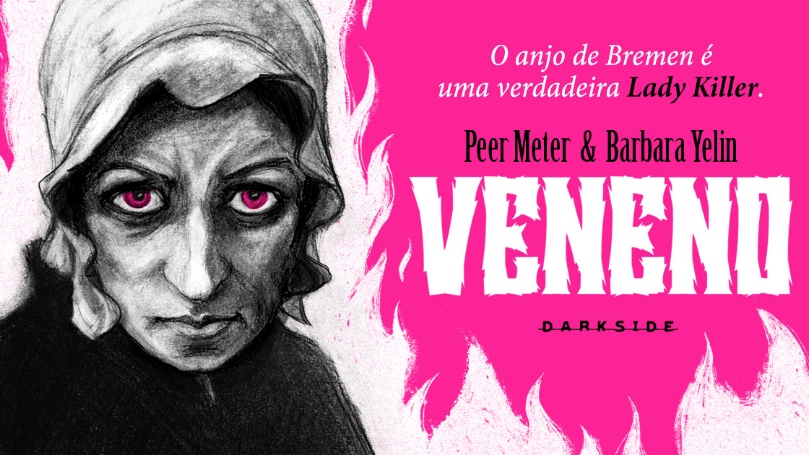 O anjo de Bremen é
uma verdadeira Lady Killer.
Peer Meter & Barbara Yelin
VENENO
DARKSIDE